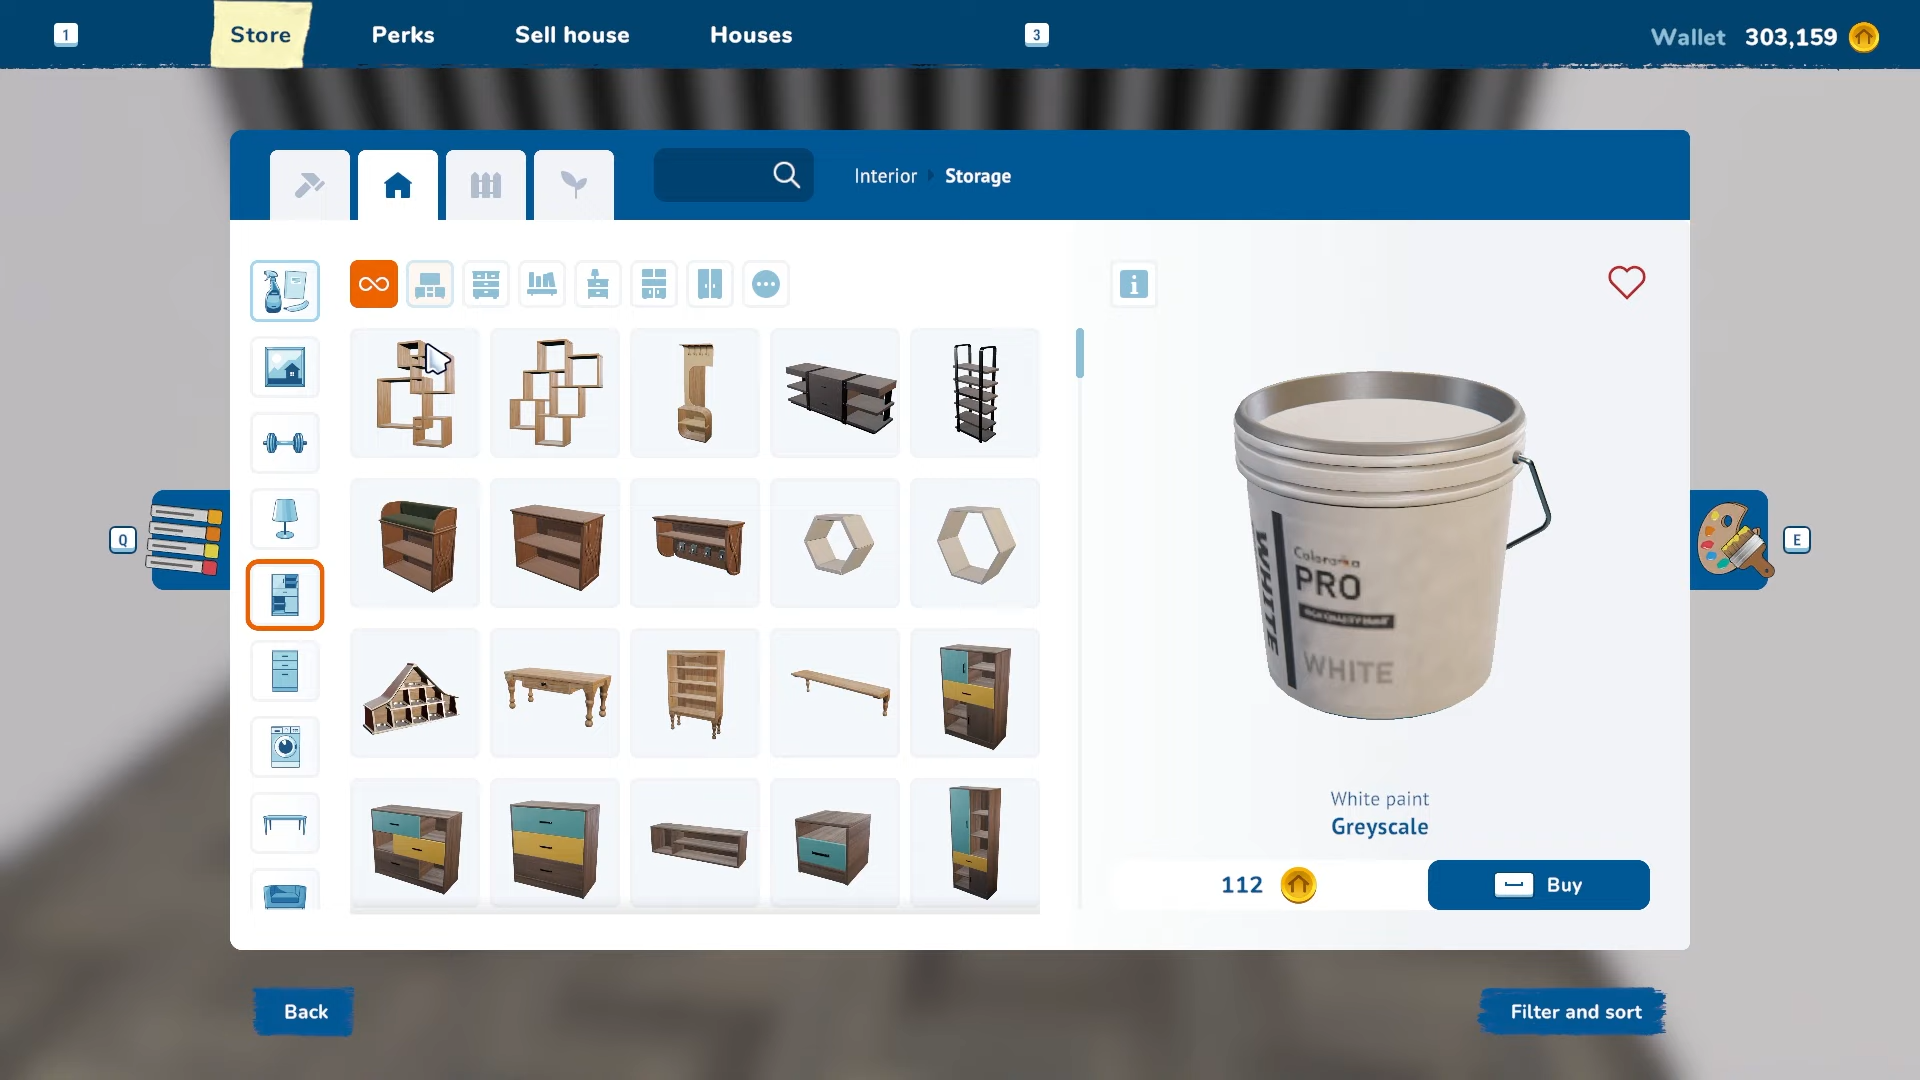 1
Store
Perks
Sell house
Houses
3
Wallet 303,159
Interior Storage
i
Q
E
WHITE
Colorama
PRO
WHITE
White paint
Greyscale
112
Buy
Back
Filter and sort